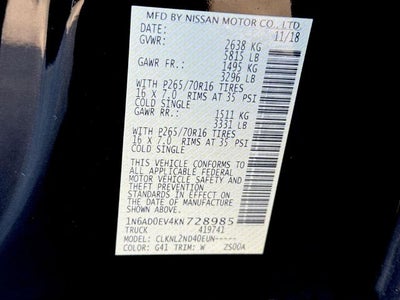 MFD BY NISSAN MOTOR CO., LTD.
DATE: 11/18
GVWR: 2638 KG
5815 LB
GAWR FR: 1495 KG
3296 LB
WITH P265/70R16 TIRES
16 X 7.0 RIMS AT 35 PSI
COLD SINGLE
GAWR RR: 1511 KG
3331 LB
WITH P265/70R16 TIRES
16 X 7.0 RIMS AT 35 PSI
COLD SINGLE
THIS VEHICLE CONFORMS TO
ALL APPLICABLE FEDERAL
MOTOR VEHICLE SAFETY AND
THEFT PREVENTION
STANDARDS IN EFFECT ON
THE DATE OF MANUFACTURE
SHOWN ABOVE.
1N6AD0EV4KN728985
TRUCK 419741
MODEL: CLKNL2ND40EUN-----
COLOR: G41 TRIM: W 2S00A